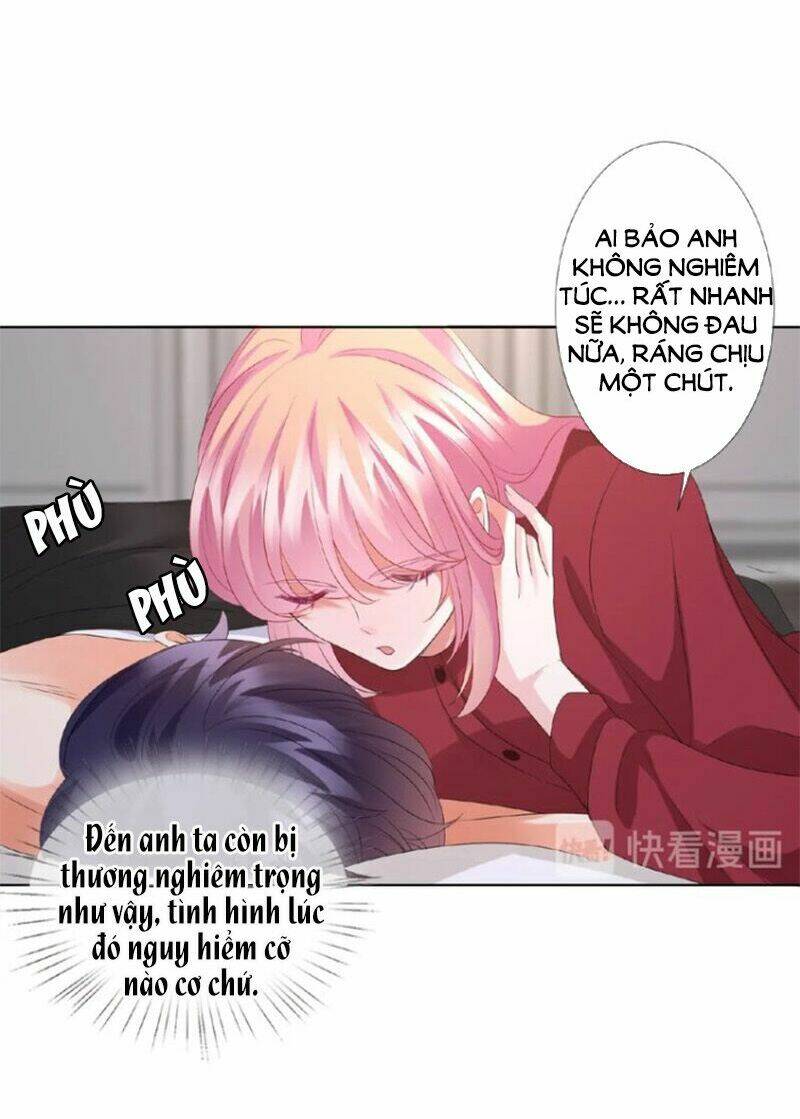 AI BẢO ANH
KHÔNG NGHIÊM
TÚC... RẤT NHANH
SẼ KHÔNG ĐAU
NỮA, RÁNG CHỊU
MỘT CHÚT.
PHÙ
PHÙ
快看漫画
Đến anh ta còn bị
thương nghiêm trọng
như vậy, tình hình lúc
đó nguy hiểm cỡ
nào cơ chứ.